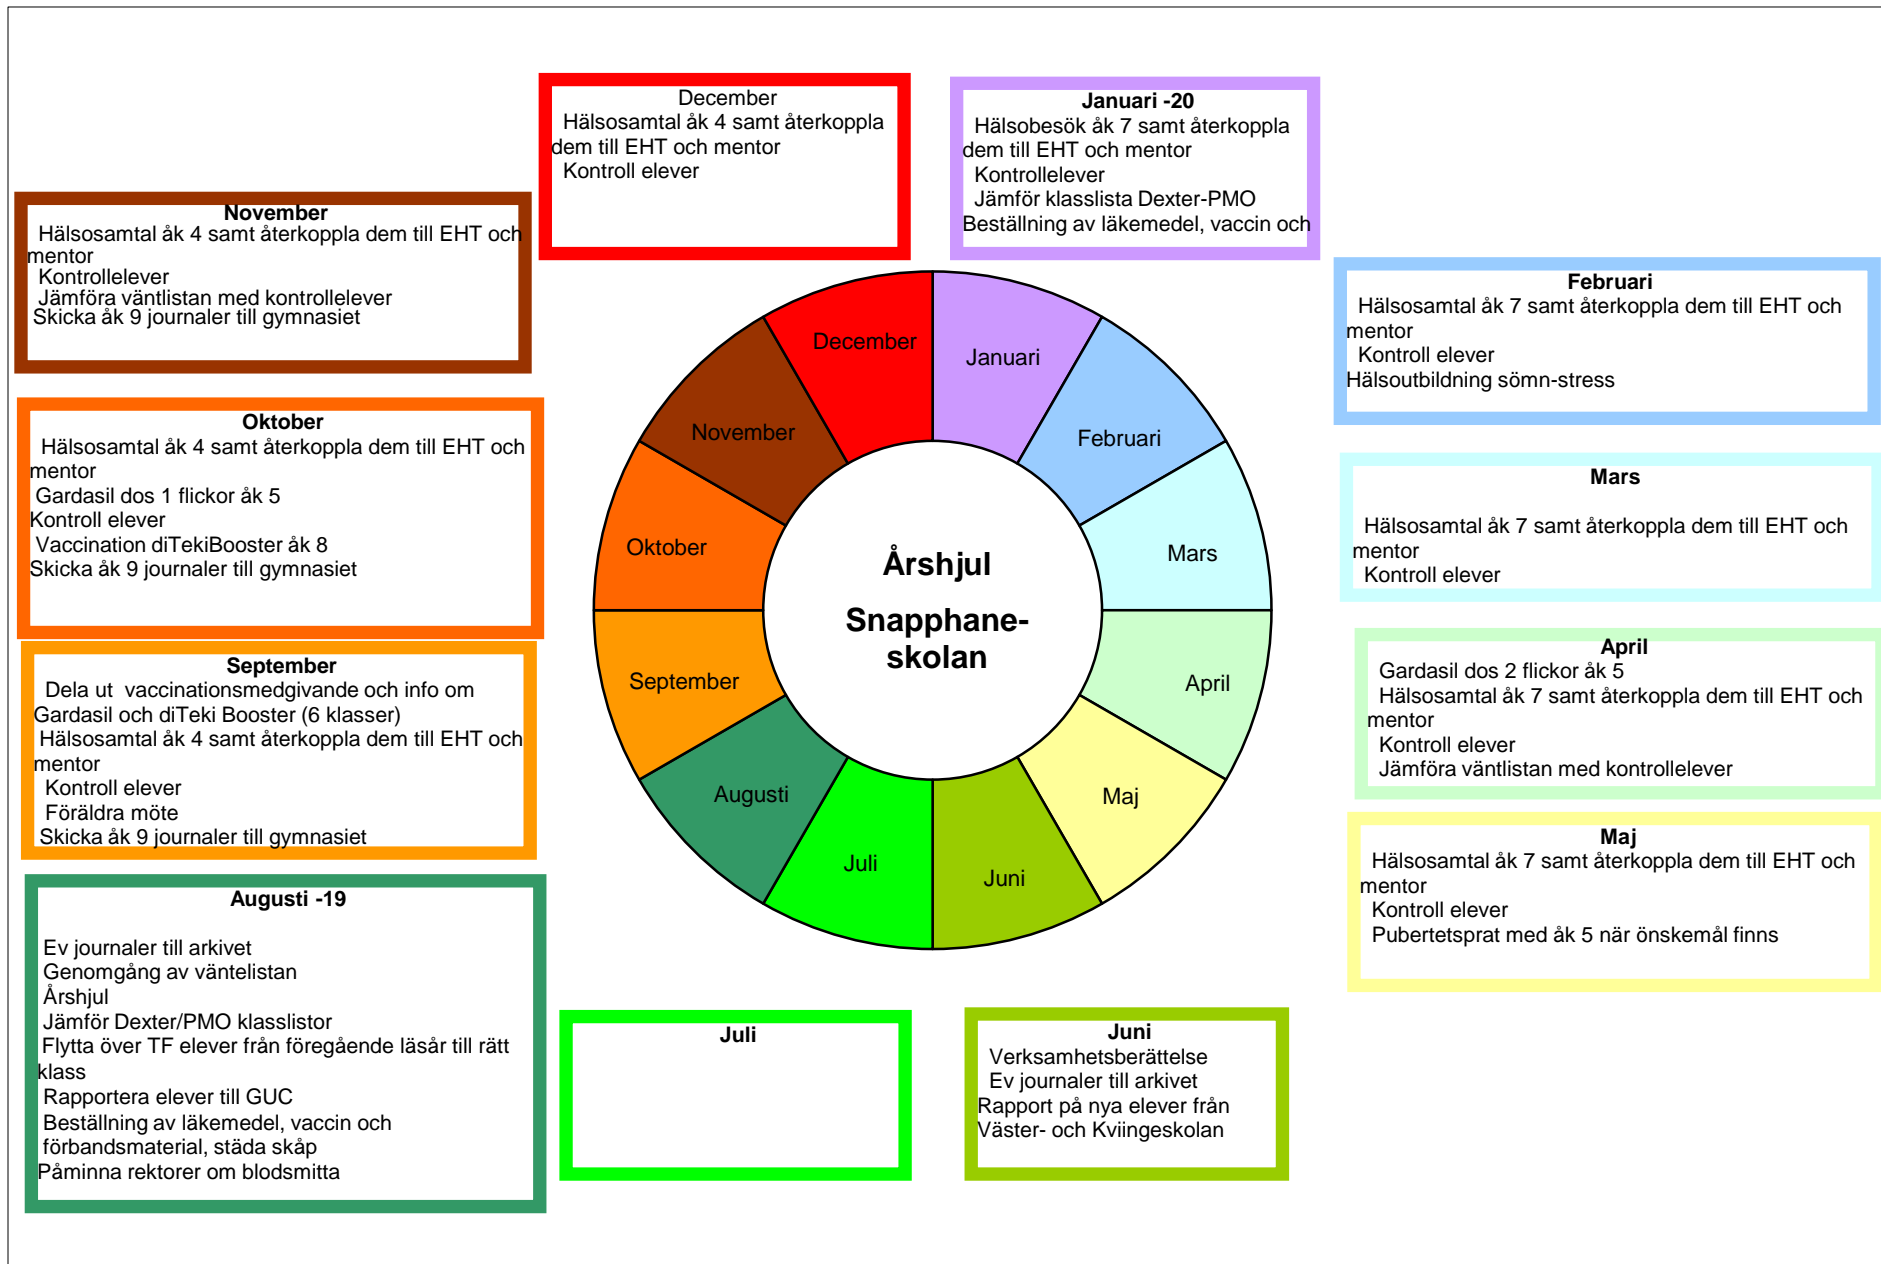 December
Hälsosamtal åk 4 samt återkoppla
dem till EHT och mentor
Kontroll elever
Januari -20
Hälsobesök åk 7 samt återkoppla
dem till EHT och mentor
Kontrollelever
Jämför klasslista Dexter-PMO
Beställning av läkemedel, vaccin och
November
Hälsosamtal åk 4 samt återkoppla dem till EHT och
mentor
Kontrollelever
Jämföra väntlistan med kontrollelever
Skicka åk 9 journaler till gymnasiet
Februari
Hälsosamtal åk 7 samt återkoppla dem till EHT och
mentor
Kontroll elever
Hälsoutbildning sömn-stress
Oktober
Hälsosamtal åk 4 samt återkoppla dem till EHT och
mentor
Gardasil dos 1 flickor åk 5
Kontroll elever
Vaccination diTekiBooster åk 8
Skicka åk 9 journaler till gymnasiet
Mars
Hälsosamtal åk 7 samt återkoppla dem till EHT och
mentor
Kontroll elever
September
Dela ut  vaccinationsmedgivande och info om
Gardasil och diTeki Booster (6 klasser)
Hälsosamtal åk 4 samt återkoppla dem till EHT och
mentor
Kontroll elever
Föräldra möte
Skicka åk 9 journaler till gymnasiet
April
Gardasil dos 2 flickor åk 5
Hälsosamtal åk 7 samt återkoppla dem till EHT och
mentor
Kontroll elever
Jämföra väntlistan med kontrollelever
Maj
Hälsosamtal åk 7 samt återkoppla dem till EHT och
mentor
Kontroll elever
Pubertetsprat med åk 5 när önskemål finns
Augusti -19
Ev journaler till arkivet
Genomgång av väntelistan
Årshjul
Jämför Dexter/PMO klasslistor
Flytta över TF elever från föregående läsår till rätt
klass
Rapportera elever till GUC
Beställning av läkemedel, vaccin och
förbandsmaterial, städa skåp
Påminna rektorer om blodsmitta
Juli
Juni
Verksamhetsberättelse
Ev journaler till arkivet
Rapport på nya elever från
Väster- och Kviingeskolan
December
Januari
Februari
Mars
April
Maj
Juni
Juli
Augusti
September
Oktober
November
Årshjul
Snapphane-
skolan